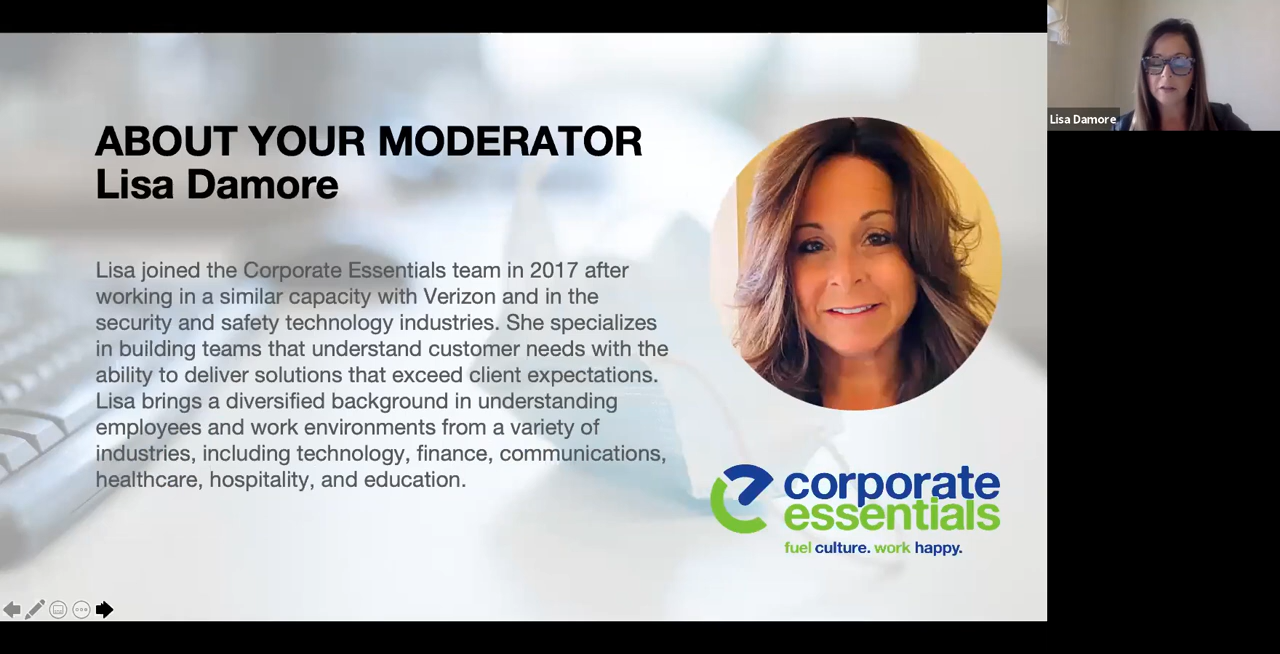 ABOUT YOUR MODERATOR
Lisa Damore
Lisa joined the Corporate Essentials team in 2017 after
working in a similar capacity with Verizon and in the
security and safety technology industries. She specializes
in building teams that understand customer needs with the
ability to deliver solutions that exceed client expectations.
Lisa brings a diversified background in understanding
employees and work environments from a variety of
industries, including technology, finance, communications,
healthcare, hospitality, and education.
corporate
essentials
fuel culture. work happy.
Lisa Damore